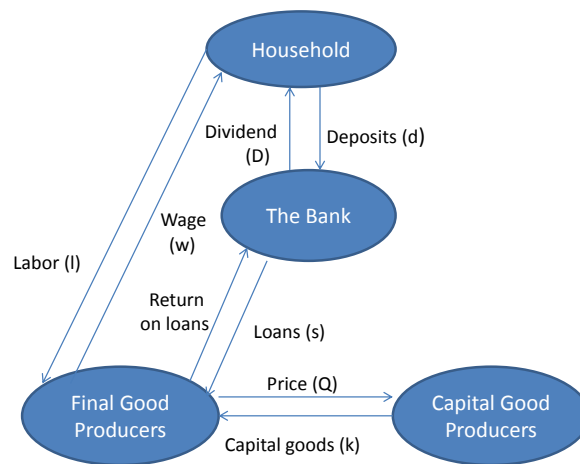 Household
Dividend
(D)
Deposits (d)
The Bank
Wage
(w)
Labor (l)
Return
on loans
Loans (s)
Final Good
Producers
Price (Q)
Capital goods (k)
Capital Good
Producers